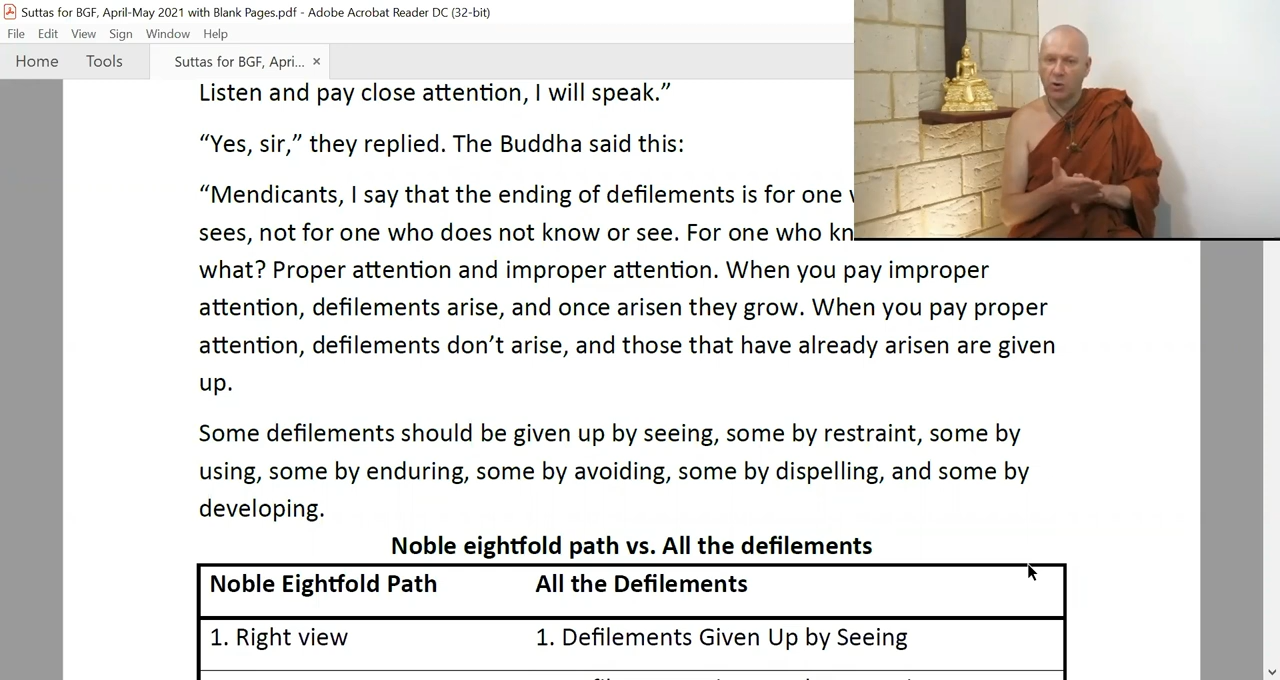 Suttas for BGF, April-May 2021 with Blank Pages.pdf - Adobe Acrobat Reader DC (32-bit)
File Edit View Sign Window Help
Home Tools Suttas for BGF, Apri... ×
Listen and pay close attention, I will speak.”
“Yes, sir,” they replied. The Buddha said this:
“Mendicants, I say that the ending of defilements is for one
sees, not for one who does not know or see. For one who
what? Proper attention and improper attention. When you pay improper
attention, defilements arise, and once arisen they grow. When you pay proper
attention, defilements don’t arise, and those that have already arisen are given
up.
Some defilements should be given up by seeing, some by restraint, some by
using, some by enduring, some by avoiding, some by dispelling, and some by
developing.
Noble eightfold path vs. All the defilements
Noble Eightfold Path All the Defilements
1. Right view 1. Defilements Given Up by Seeing